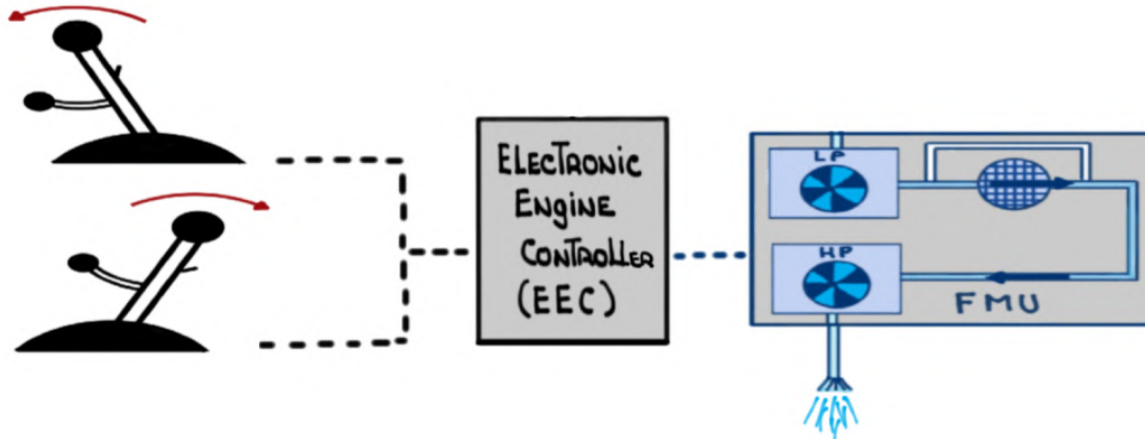 ELECTRONIC
ENGINE
CONTROLLER
(EEC)
LP
HP
FMU